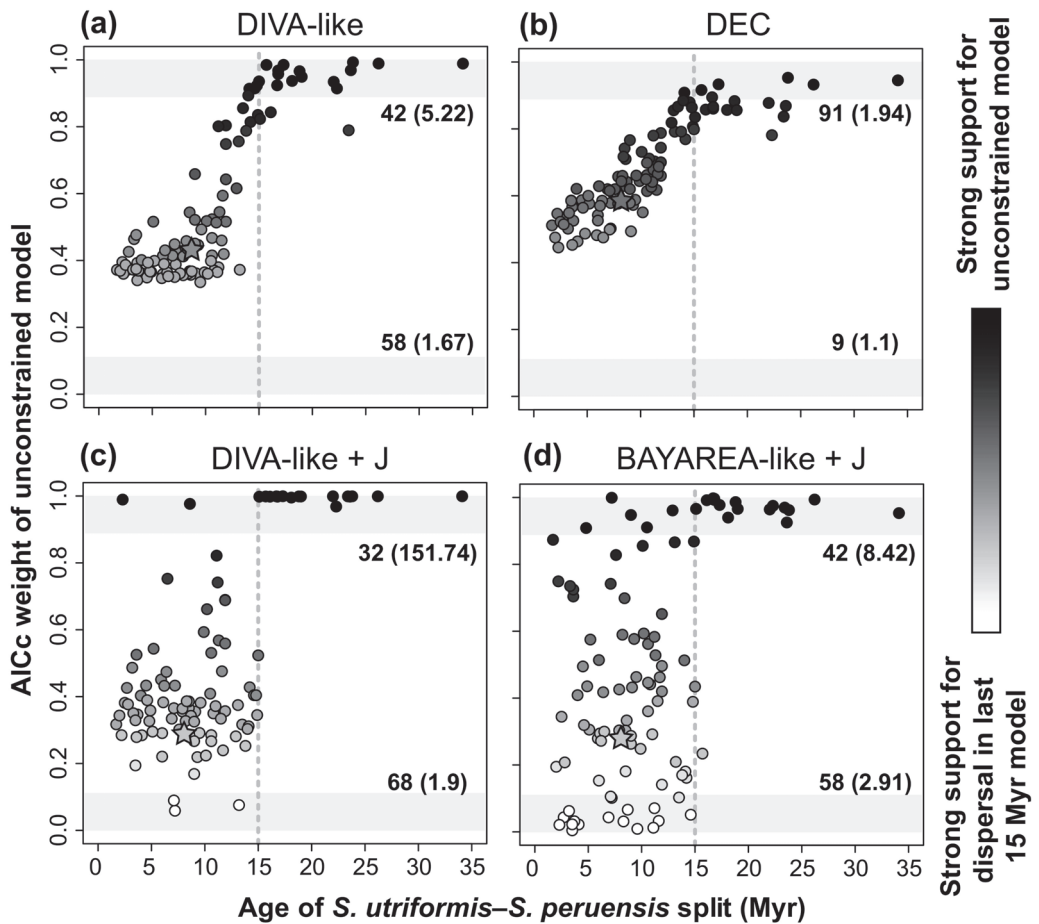 (a) DIVA-like
(b) DEC
1.0
0.8
0.6
0.4
0.2
0.0
42 (5.22)
58 (1.67)
91 (1.94)
9 (1.1)
(c) DIVA-like + J
(d) BAYAREA-like + J
1.0
0.8
0.6
0.4
0.2
0.0
32 (151.74)
68 (1.9)
42 (8.42)
58 (2.91)
0 5 10 15 20 25 30 35
0 5 10 15 20 25 30 35
AICc weight of unconstrained model
Age of S. utriformis–S. peruensis split (Myr)
Strong support for
unconstrained model
Strong support for
dispersal in last
15 Myr model